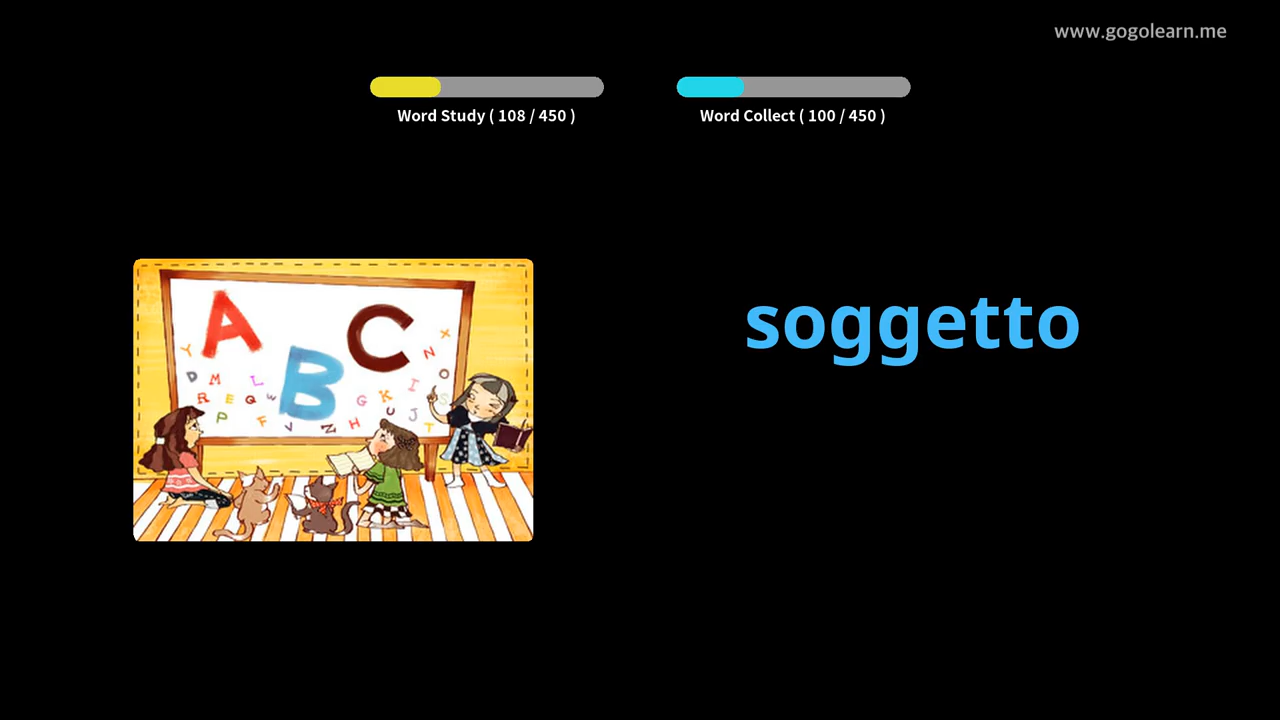 www.gogolearn.me
Word Study ( 108 / 450 )
Word Collect ( 100 / 450 )
soggetto
A
C
B
Y
X
N
D M L O
R E Q W G K I S
P F V Z H U J T